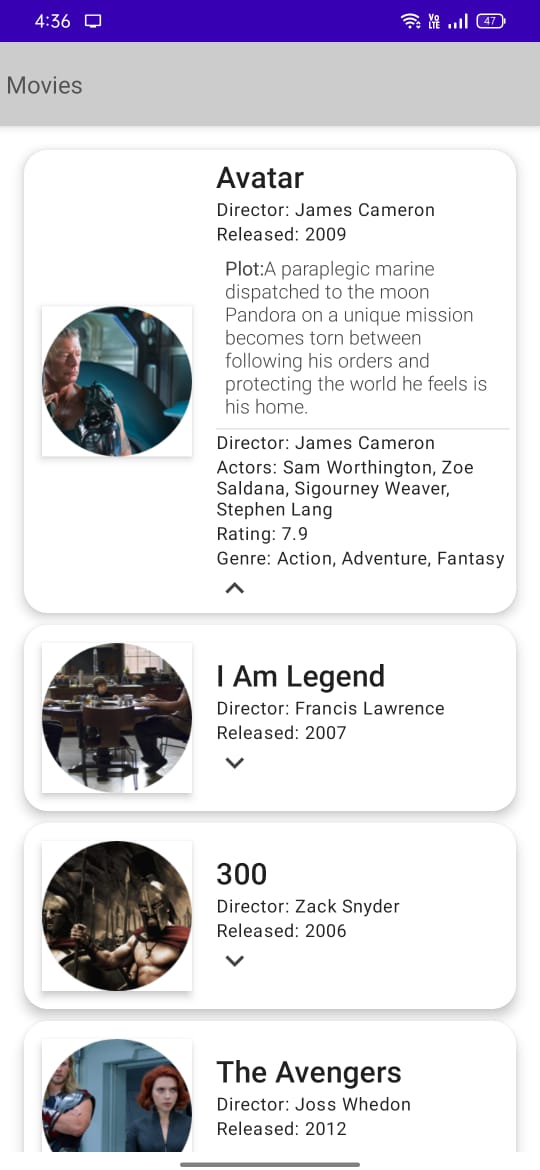 4:36
Vo
LTE
47
Movies
Avatar
Director: James Cameron
Released: 2009
Plot:A paraplegic marine
dispatched to the moon
Pandora on a unique mission
becomes torn between
following his orders and
protecting the world he feels is
his home.
Director: James Cameron
Actors: Sam Worthington, Zoe
Saldana, Sigourney Weaver,
Stephen Lang
Rating: 7.9
Genre: Action, Adventure, Fantasy
I Am Legend
Director: Francis Lawrence
Released: 2007
300
Director: Zack Snyder
Released: 2006
The Avengers
Director: Joss Whedon
Released: 2012